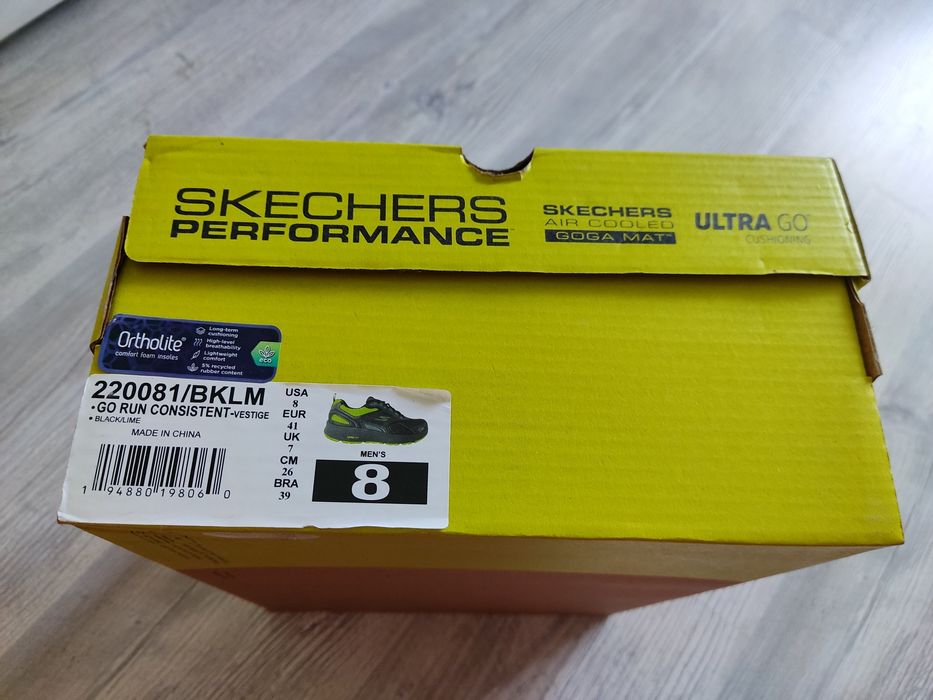 SKECHERS
PERFORMANCE
SKECHERS
AIR COOLED
GOGA MAT™
ULTRA GO™
CUSHIONING
Ortholite®
comfort foam insoles
Long-term
cushioning
High-level
breathability
Lightweight
comfort
5% recycled
rubber content
eco
220081/BKLM
• GO RUN CONSISTENT-VESTIGE
• BLACK/LIME
MADE IN CHINA
1 94880 19806 0
USA
8
EUR
41
UK
7
CM
26
BRA
39
MEN'S
8